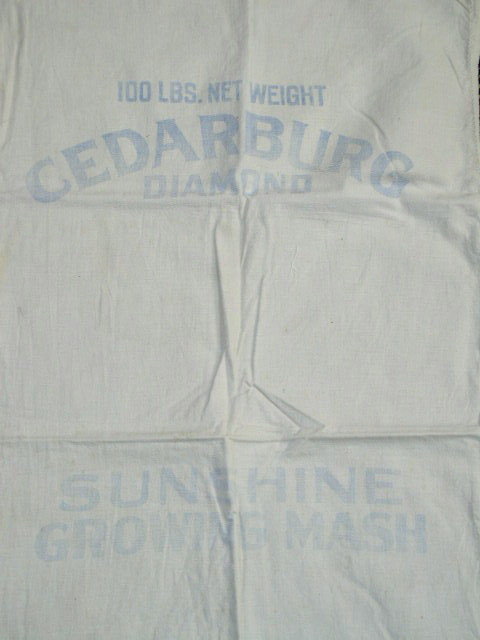 100 LBS. NET WEIGHT
CEDARBURG
DIAMOND
SUNSHINE
GROWING MASH